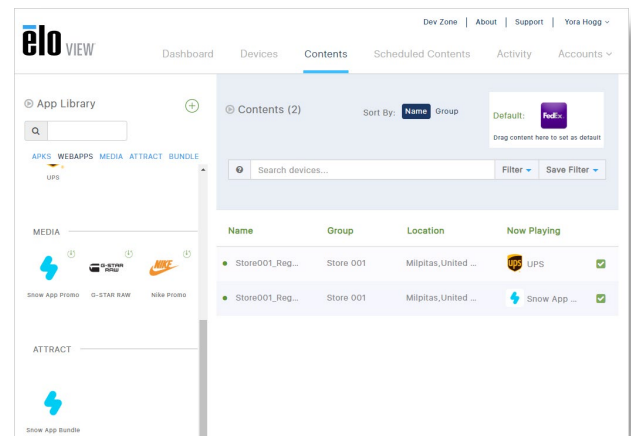 Dev Zone | About | Support | Yora Hogg
elo VIEW
Dashboard Devices Contents Scheduled Contents Activity Accounts
App Library
APKS WEBAPPS MEDIA ATTRACT BUNDLE
UPS
MEDIA
G-STAR RAW
NIKE
Snow App Promo G-STAR RAW Nike Promo
ATTRACT
Snow App Bundle
Contents (2)
Sort By: Name Group
Default: FedEx
Drag content here to set as default
? Search devices... Filter Save Filter
Name Group Location Now Playing
Store001_Reg... Store 001 Milpitas,United ... ups UPS
Store001_Reg... Store 001 Milpitas,United ... Snow App ...